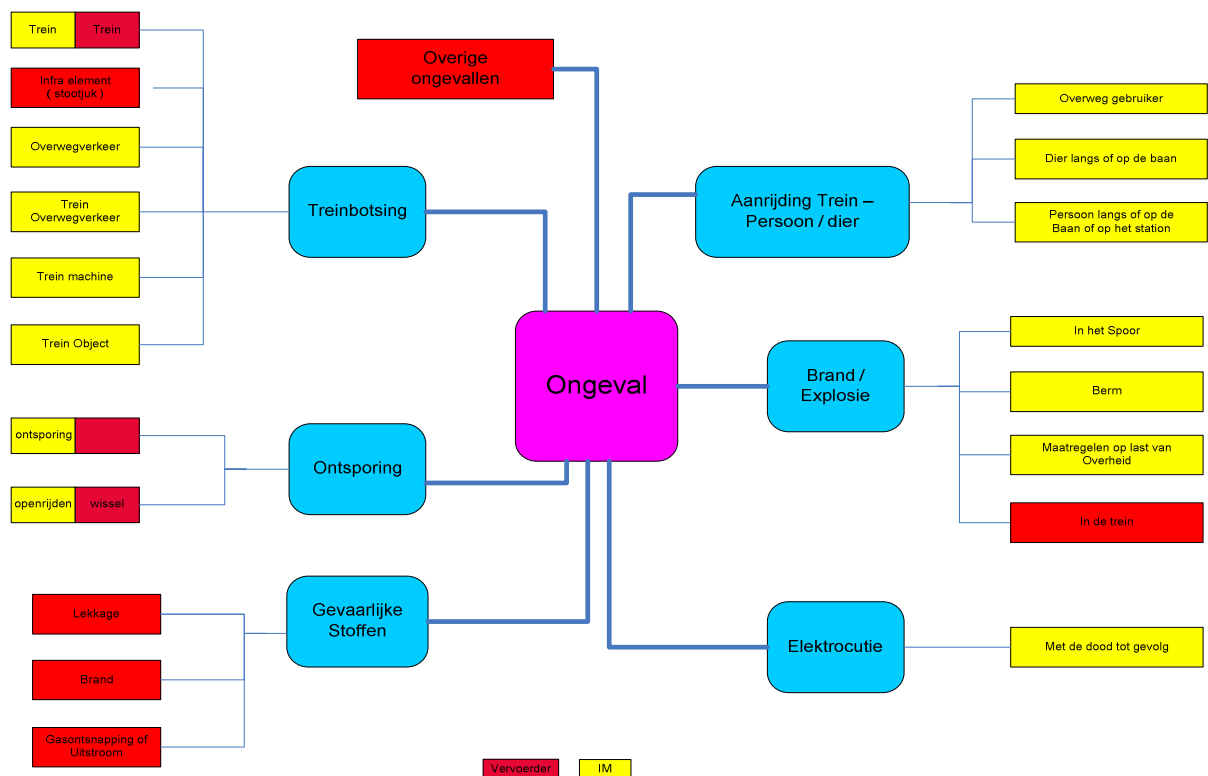 Trein Trein
Infra element
( stootjuk )
Overwegverkeer
Trein
Overwegverkeer
Trein machine
Trein Object
Treinbotsing
Overige
ongevallen
Aanrijding Trein –
Persoon / dier
Overweg gebruiker
Dier langs of op de baan
Persoon langs of op de
Baan of op het station
Ongeval
Brand /
Explosie
In het Spoor
Berm
Maatregelen op last van
Overheid
In de trein
ontsporing
openrijden wissel
Ontsporing
Lekkage
Brand
Gasontsnapping of
Uitstroom
Gevaarlijke
Stoffen
Elektrocutie
Met de dood tot gevolg
Vervoerder IM